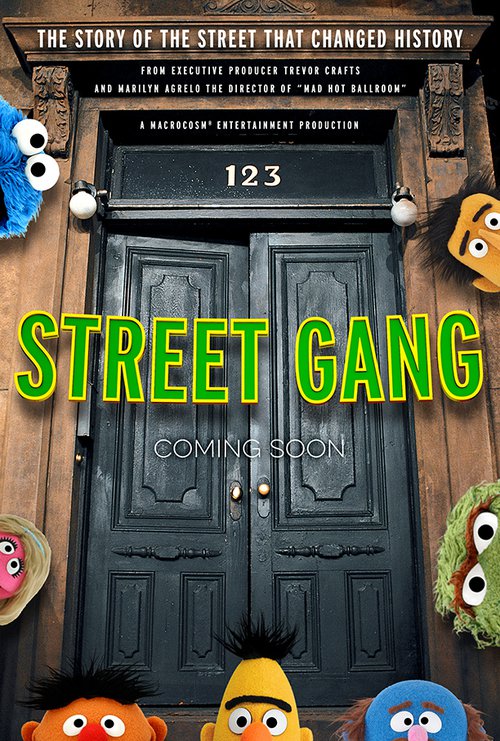 THE STORY OF THE STREET THAT CHANGED HISTORY
FROM EXECUTIVE PRODUCER TREVOR CRAFTS
AND MARILYN AGRELO THE DIRECTOR OF "MAD HOT BALLROOM"
A MACROCOSM® ENTERTAINMENT PRODUCTION
123
STREET GANG
COMING SOON